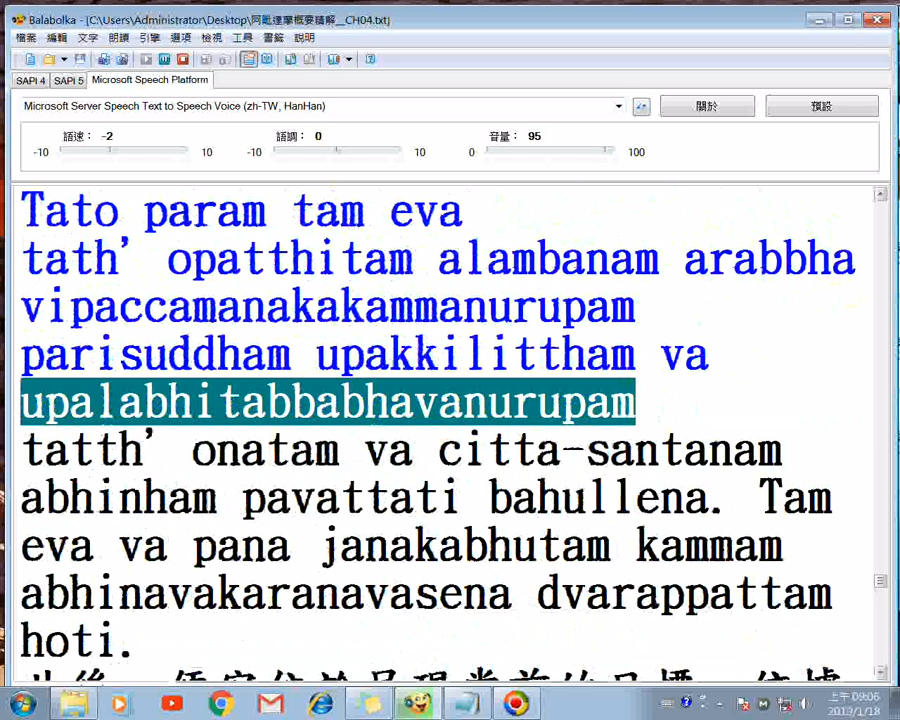 Balabolka - [C:\Users\Administrator\Desktop\阿毗達摩概要精解__CH04.txt]
檔案 編輯 文字 朗讀 引擎 選項 檢視 工具 書籤 說明
SAPI 4 SAPI 5 Microsoft Speech Platform
Microsoft Server Speech Text to Speech Voice (zh-TW, HanHan) 關於 預設
語速： -2 語調： 0 音量： 95
-10 10 -10 10 0 100
Tato param tam eva
tath’ opatthitam alambanam arabbha
vipaccamanakakammanurupam
parisuddham upakkilittham va
upalabhitabbabhavanurupam
tatth’ onatam va citta-santanam
abhinham pavattati bahullena. Tam
eva va pana janakabhutam kammam
abhinavakaranavasena dvarappattam
hoti.
上午 09:06
2019/1/18